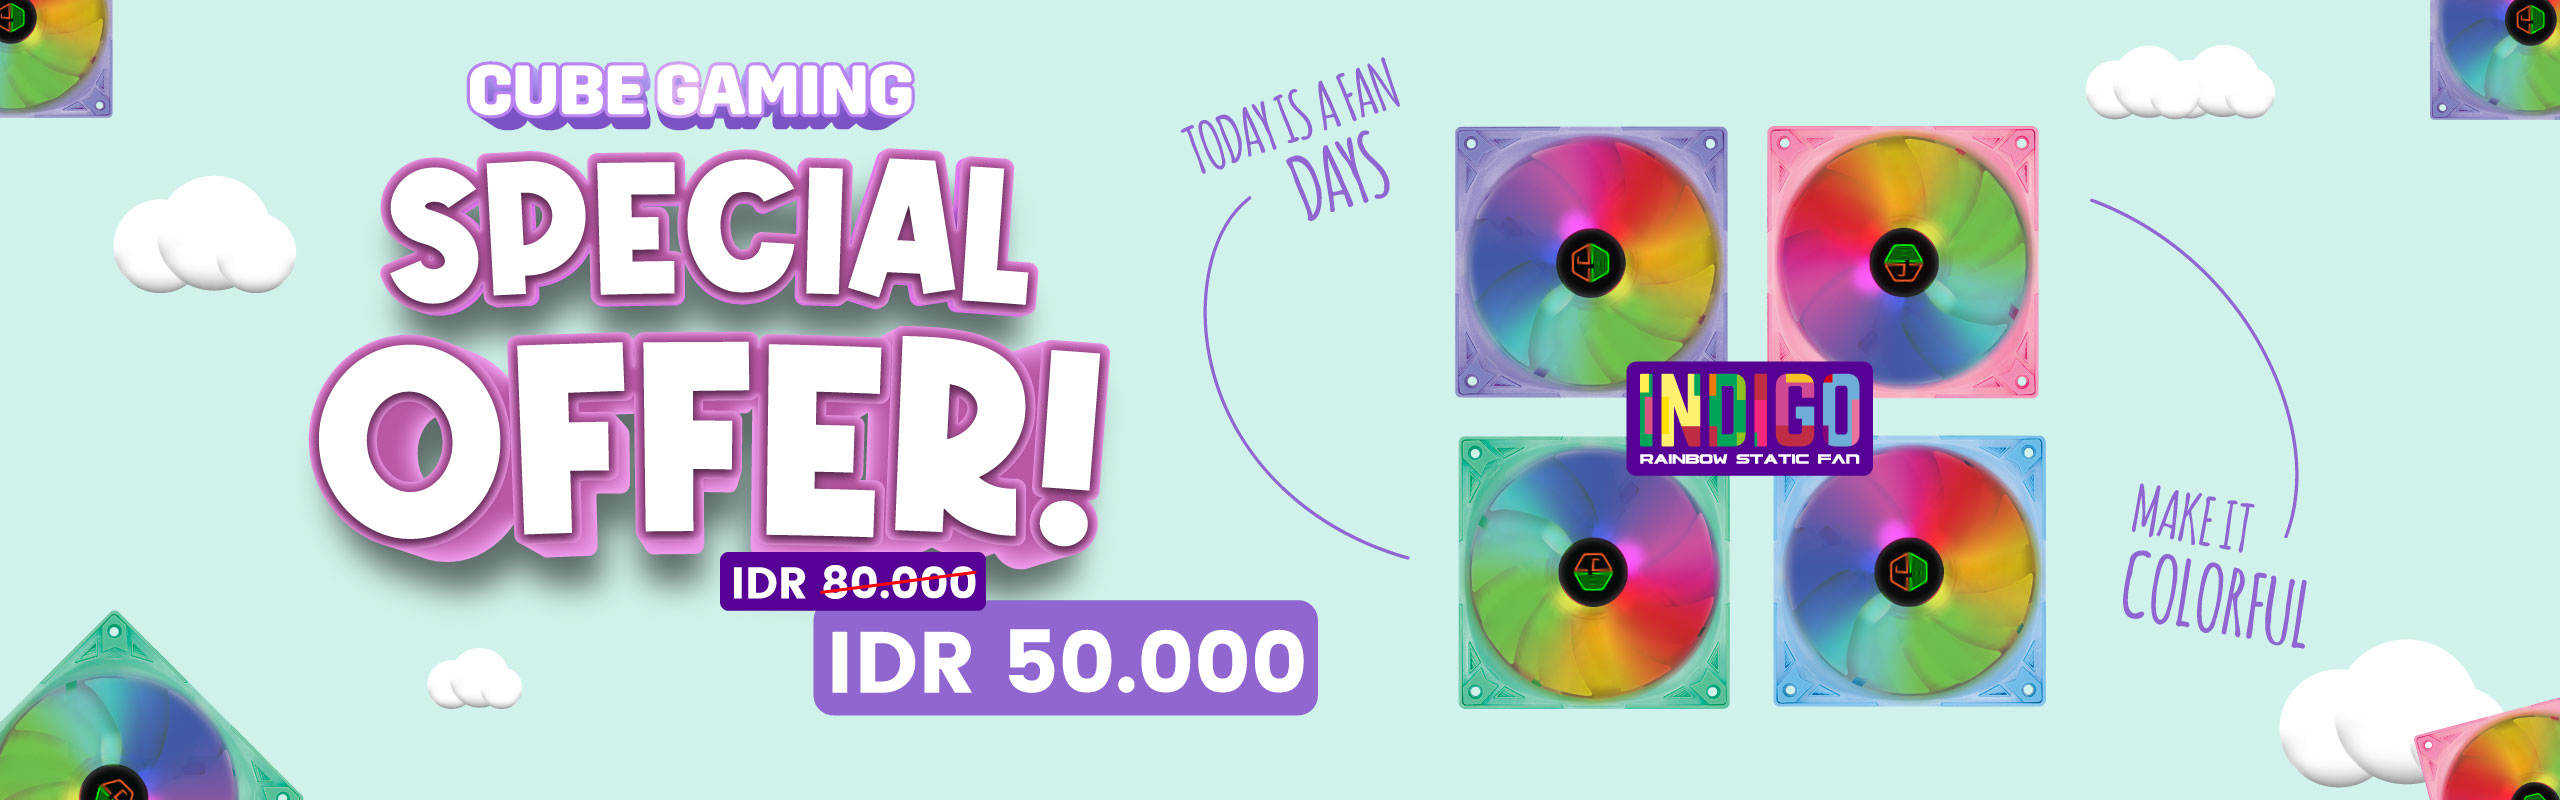 CUBE GAMING
SPECIAL
OFFER!
IDR 80.000
IDR 50.000
TODAY IS A FAN
DAYS
INDIGO
RAINBOW STATIC FAN
MAKE IT
COLORFUL